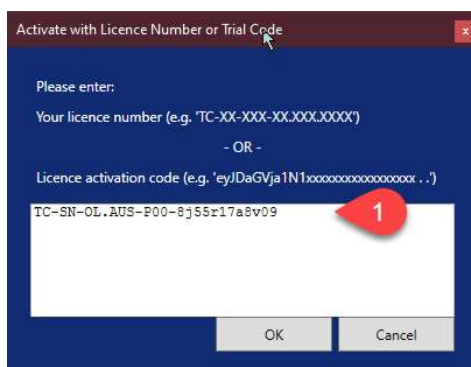 Activate with Licence Number or Trial Code
x
Please enter:
Your licence number (e.g. 'TC-XX-XXX-XX.XXX.XXXX')
- OR -
Licence activation code (e.g. 'eyJDaGVja1N1xxxxxxxxxxxxxxxxx . .')
TC-SN-OL.AUS-P00-8j55r17a8v09
1
OK
Cancel